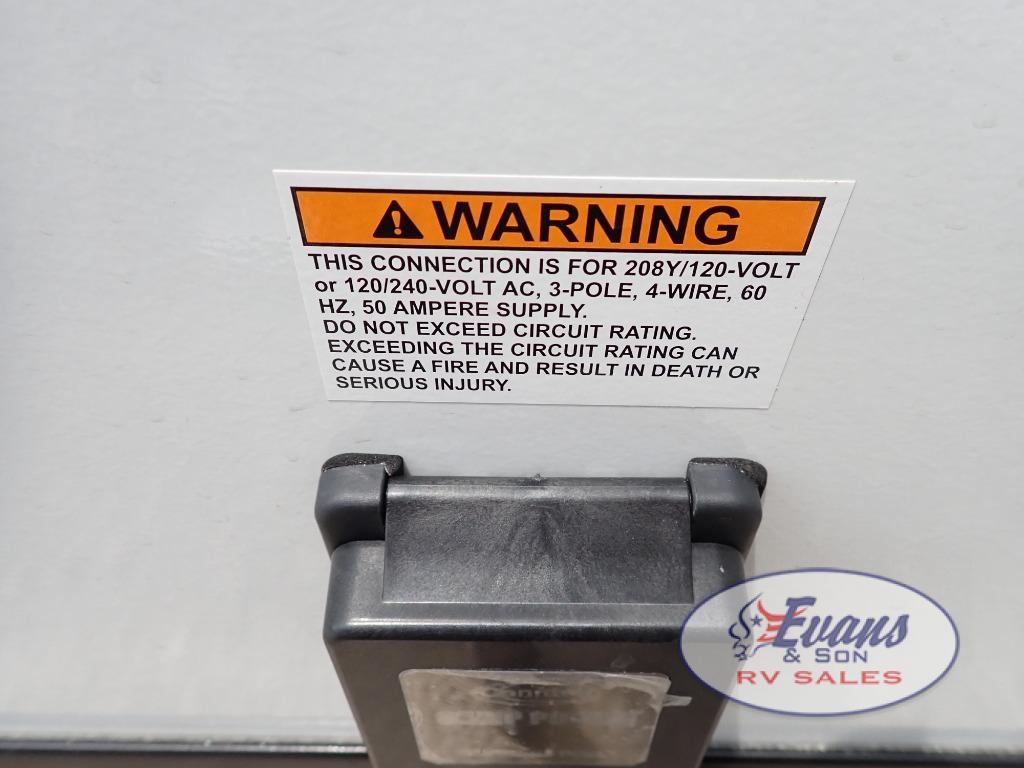 WARNING
THIS CONNECTION IS FOR 208Y/120-VOLT
or 120/240-VOLT AC, 3-POLE, 4-WIRE, 60
HZ, 50 AMPERE SUPPLY.
DO NOT EXCEED CIRCUIT RATING.
EXCEEDING THE CIRCUIT RATING CAN
CAUSE A FIRE AND RESULT IN DEATH OR
SERIOUS INJURY.
Evans
& SON
RV SALES